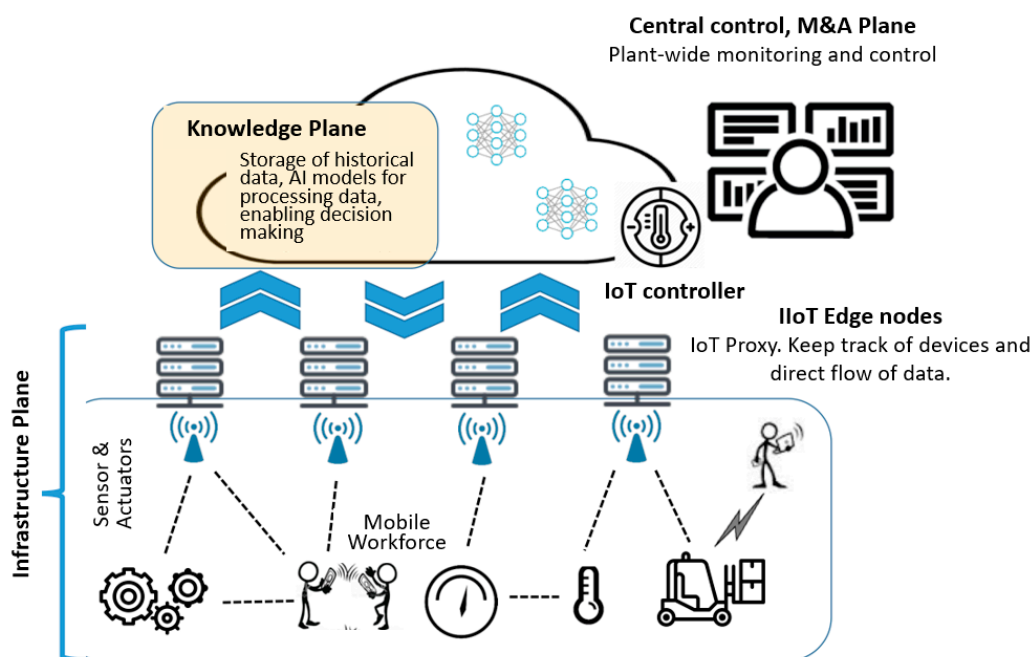 Central control, M&A Plane
Plant-wide monitoring and control
Knowledge Plane
Storage of historical
data, AI models for
processing data,
enabling decision
making
IoT controller
IIoT Edge nodes
IoT Proxy. Keep track of devices and
direct flow of data.
Infrastructure Plane
Sensor &
Actuators
Mobile
Workforce